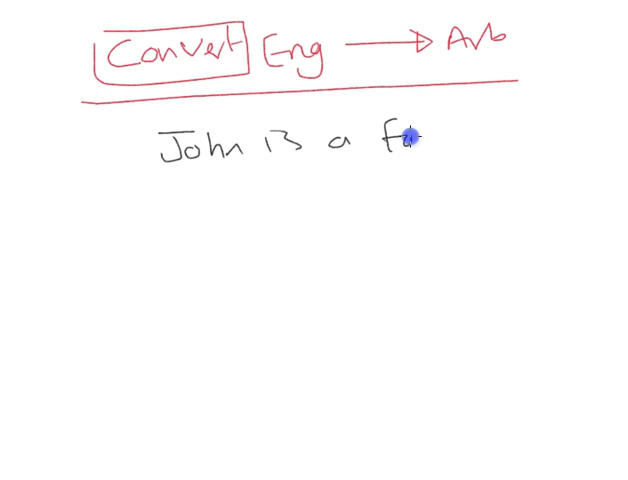 Convert Eng → Arb
John is a